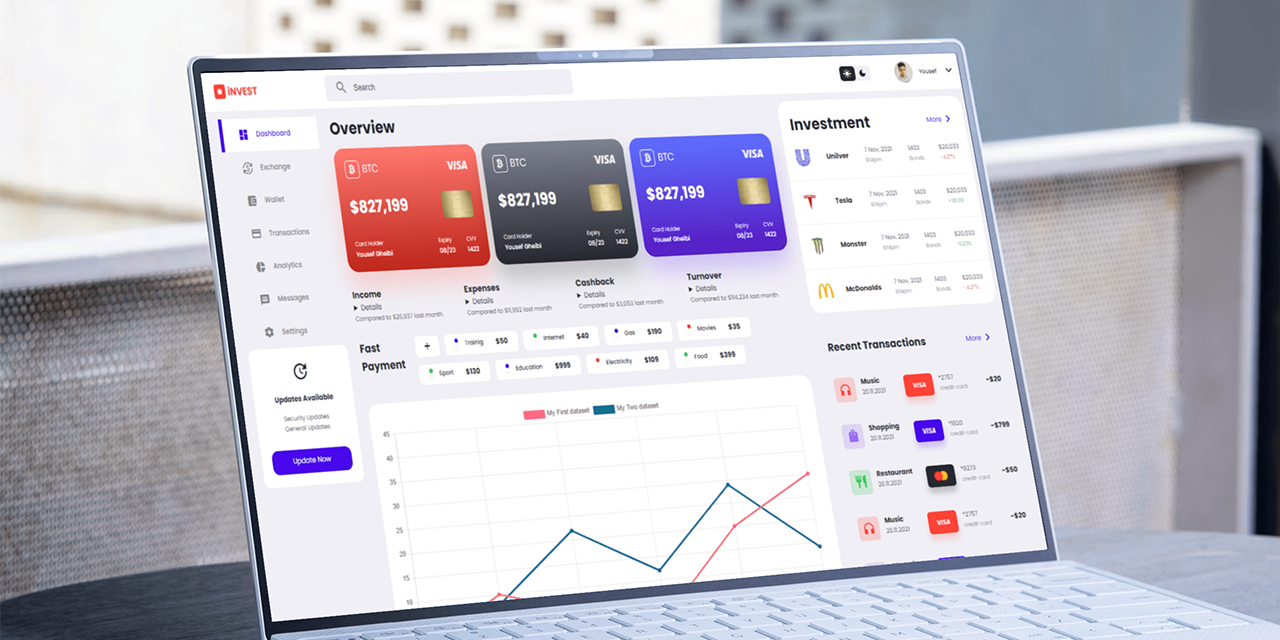 iNVEST
Search
Yousef
Dashboard
Exchange
Wallet
Transactions
Analytics
Messages
Settings
Updates Available
Security Updates
General Updates
Update Now
Overview
BTC VISA
$827,199
Card Holder Expiry CVV
Yousef Gheibi 08/23 1422
BTC VISA
$827,199
Card Holder Expiry CVV
Yousef Gheibi 08/23 1422
BTC VISA
$827,199
Card Holder Expiry CVV
Yousef Gheibi 08/23 1422
Income
Details
Compared to $26,937 last month
Expenses
Details
Compared to $11,992 last month
Cashback
Details
Compared to $3,053 last month
Turnover
Details
Compared to $114,234 last month
Fast
Payment
+
Trainig $50
Internet $40
Gas $190
Movies $35
Sport $130
Education $999
Electricity $109
Food $399
My First dataset My Two dataset
45
40
35
30
25
20
15
10
Investment More
Unilver 7 Nov, 2021 1403 $20,033
9:14pm Bonds -4.27%
Tesla 7 Nov, 2021 1403 $20,033
9:14pm Bonds
Monster 7 Nov, 2021 1403 $20,033
9:14pm Bonds
McDonalds 7 Nov, 2021 1403 $20,033
9:14pm Bonds -4.27%
Recent Transactions More
Music VISA *2757 -$20
20.11.2021 credit-card
Shopping VISA *1920 -$799
20.11.2021 credit-card
Restaurant *8273 -$50
20.11.2021 credit-card
Music VISA *2757 -$20
20.11.2021 credit-card